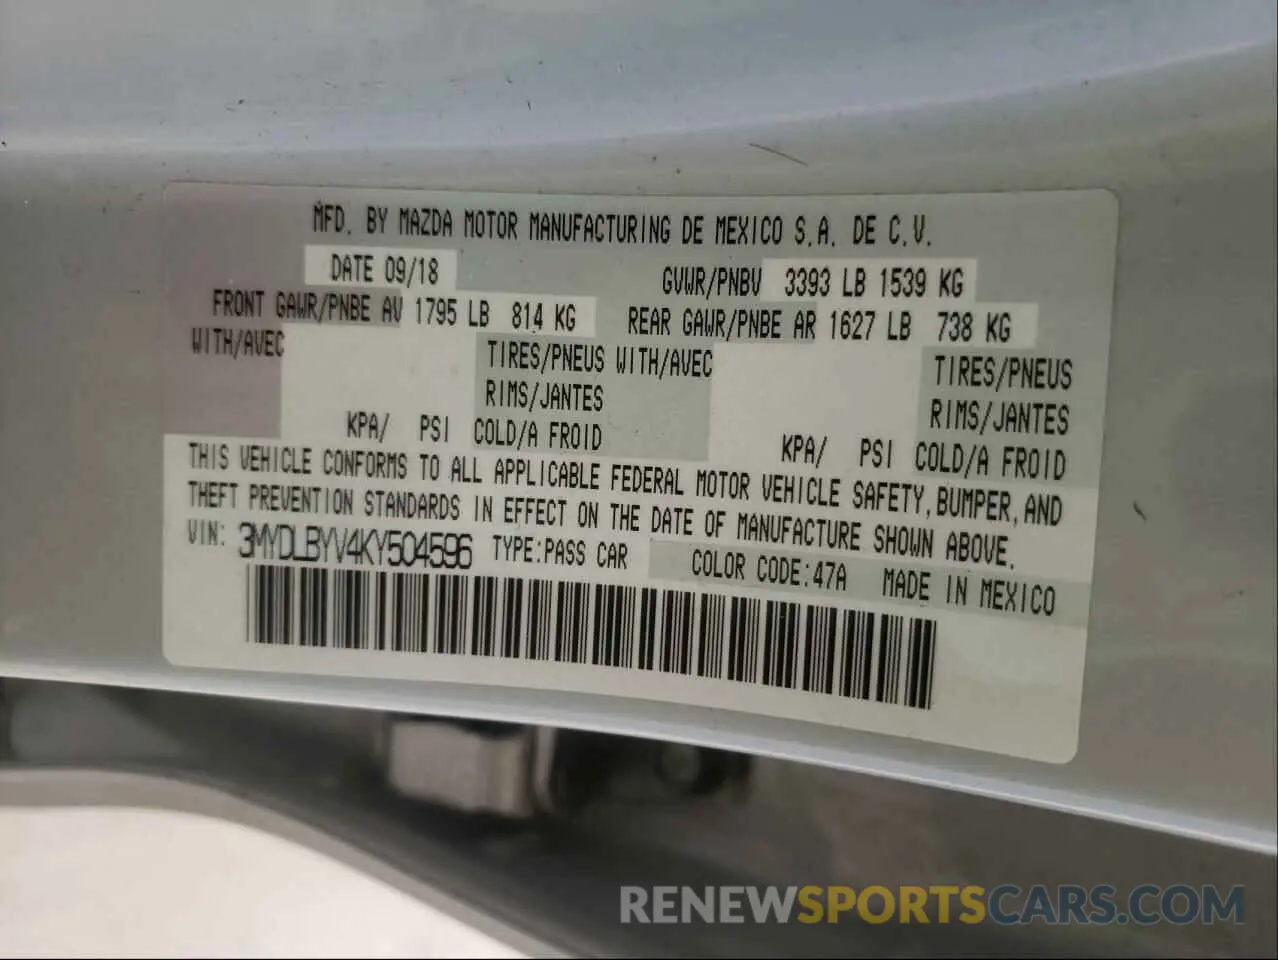 MFD. BY MAZDA MOTOR MANUFACTURING DE MEXICO S.A. DE C.V.
DATE 09/18 GVWR/PNBV 3393 LB 1539 KG
FRONT GAWR/PNBE AV 1795 LB 814 KG REAR GAWR/PNBE AR 1627 LB 738 KG
WITH/AVEC TIRES/PNEUS WITH/AVEC TIRES/PNEUS
RIMS/JANTES RIMS/JANTES
KPA/ PSI COLD/A FROID KPA/ PSI COLD/A FROID
THIS VEHICLE CONFORMS TO ALL APPLICABLE FEDERAL MOTOR VEHICLE SAFETY, BUMPER, AND
THEFT PREVENTION STANDARDS IN EFFECT ON THE DATE OF MANUFACTURE SHOWN ABOVE.
VIN: 3MYDLBYV4KY504596 TYPE:PASS CAR COLOR CODE:47A MADE IN MEXICO
RENEWSPORTSCARS.COM